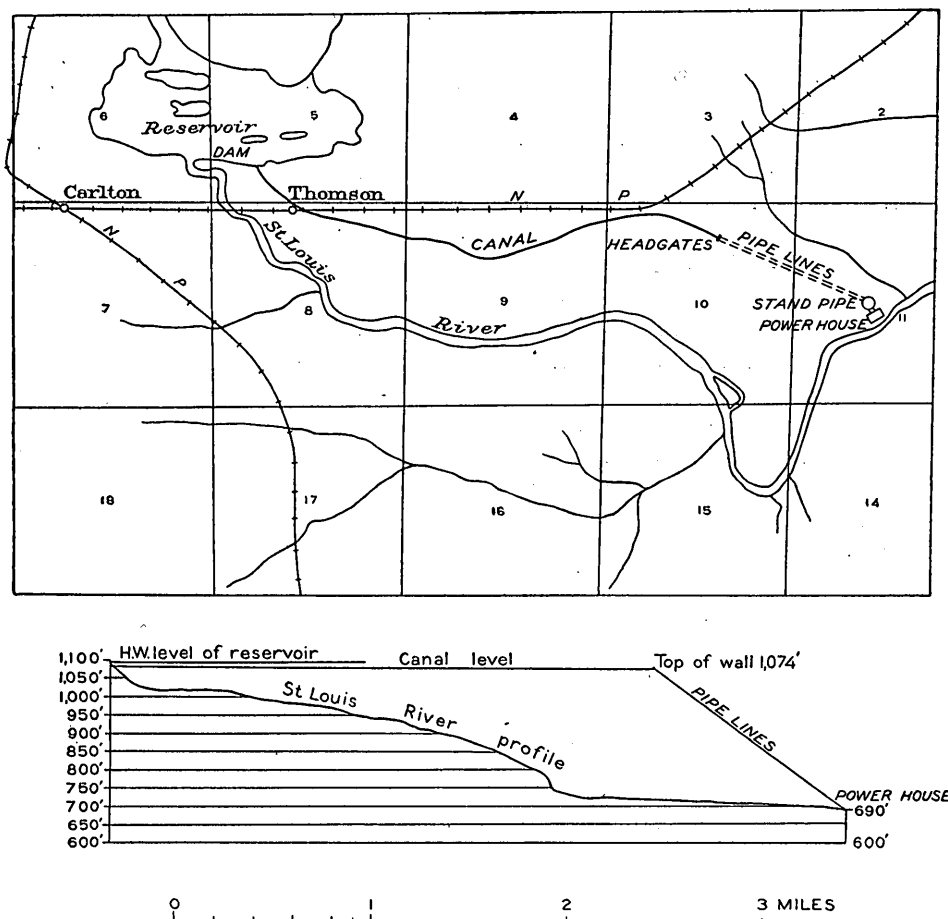 6
5
4
3
2
Reservoir
DAM
Carlton
Thomson
N
P
N
P
St. Louis
CANAL
HEADGATES
PIPE LINES
STAND PIPE
POWER HOUSE
7
8
9
10
11
River
18
17
16
15
14
1,100' H.W. level of reservoir Canal level Top of wall 1,074'
1,050'
1,000' St Louis
950' River
900' profile
850'
800'
750'
700'
650'
600'
PIPE LINES
POWER HOUSE
690'
600'
0 1 2 3 MILES